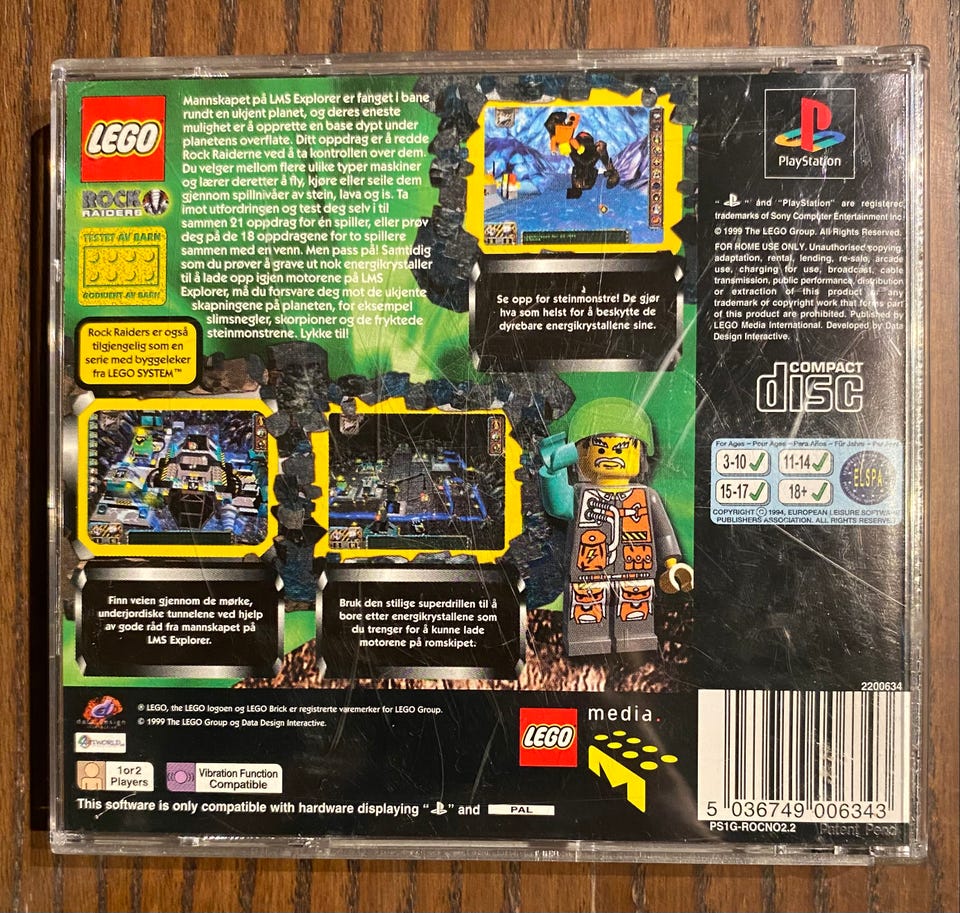 LEGO
ROCK
RAIDERS
TESTET AV BARN
GODKJENT AV BARN
Mannskapet på LMS Explorer er fanget i bane
rundt en ukjent planet, og deres eneste
mulighet er å opprette en base dypt under
planetens overflate. Ditt oppdrag er å redde
Rock Raiderne ved å ta kontrollen over dem.
Du velger mellom flere ulike typer maskiner
og lærer deretter å fly, kjøre eller seile dem
gjennom spillnivåer av stein, lava og is. Ta
imot utfordringen og test deg selv i til
sammen 21 oppdrag for én spiller, eller prøv
deg på de 18 oppdragene for to spillere
sammen med en venn. Men pass på! Samtidig
som du prøver å grave ut nok energikrystaller
til å lade opp igjen motorene på LMS
Explorer, må du forsvare deg mot de ukjente
skapningene på planeten, for eksempel
slimsnegler, skorpioner og de fryktede
steinmonstrene. Lykke til!
Rock Raiders er også
tilgjengelig som en
serie med byggeleker
fra LEGO SYSTEM™
Se opp for steinmonstre! De gjør
hva som helst for å beskytte de
dyrebare energikrystallene sine.
Finn veien gjennom de mørke,
underjordiske tunnelene ved hjelp
av gode råd fra mannskapet på
LMS Explorer.
Bruk den stilige superdrillen til å
bore etter energikrystallene som
du trenger for å kunne lade
motorene på romskipet.
PlayStation
" " and "PlayStation" are registered
trademarks of Sony Computer Entertainment Inc.
© 1999 The LEGO Group. All Rights Reserved.
FOR HOME USE ONLY. Unauthorised copying,
adaptation, rental, lending, re-sale, arcade
use, charging for use, broadcast, cable
transmission, public performance, distribution
or extraction of this product or any
trademark or copyright work that forms part
of this product are prohibited. Published by
LEGO Media International. Developed by Data
Design Interactive.
COMPACT
disc
For Ages – Pour Ages – Para Años – Für Jahre –
3-10 11-14
15-17 18+
ELSPA
COPYRIGHT © 1994, EUROPEAN LEISURE SOFTWARE
PUBLISHERS ASSOCIATION. ALL RIGHTS RESERVED
2200634
data design
interactive
ARTWORLD
® LEGO, the LEGO logoen og LEGO Brick er registrerte varemerker for LEGO Group.
© 1999 The LEGO Group og Data Design Interactive.
LEGO
media.
1 or 2
Players
Vibration Function
Compatible
This software is only compatible with hardware displaying " " and PAL
5 036749 006343
PS1G-ROCNO2.2
Patent Pend